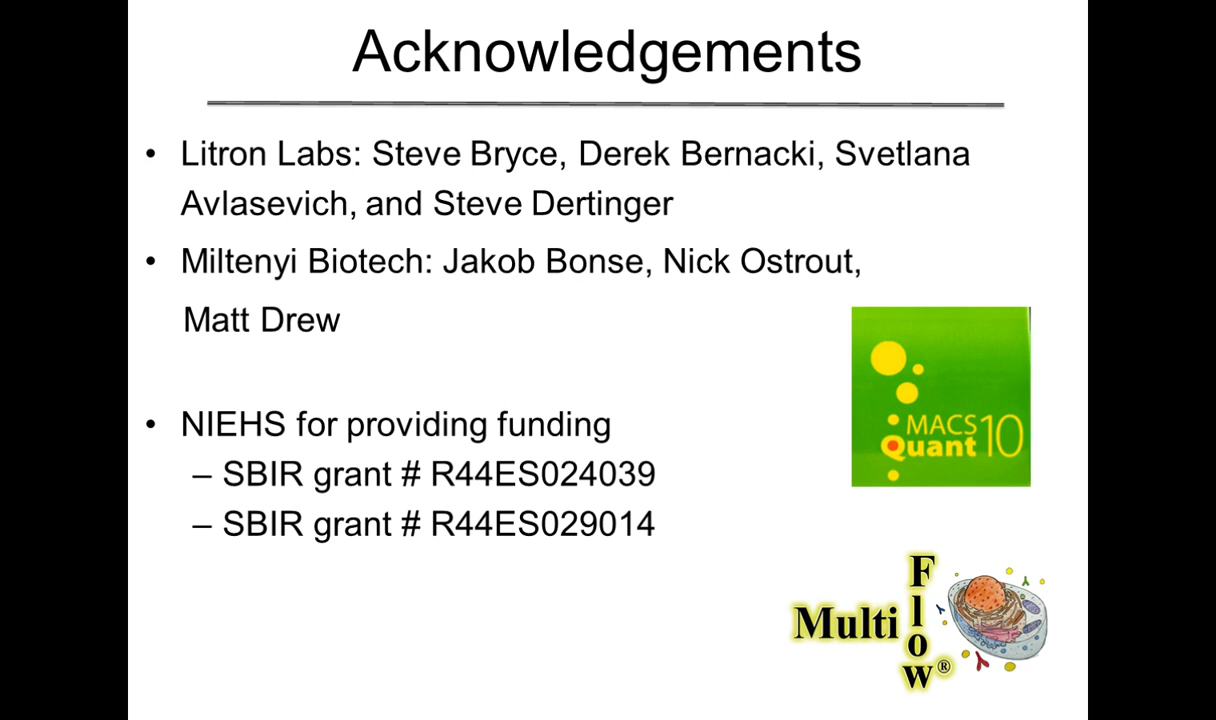 Acknowledgements
• Litron Labs: Steve Bryce, Derek Bernacki, Svetlana
Avlasevich, and Steve Dertinger
• Miltenyi Biotech: Jakob Bonse, Nick Ostrout,
Matt Drew
• NIEHS for providing funding
– SBIR grant # R44ES024039
– SBIR grant # R44ES029014
MACS
Quant 10
Multi
Flow®